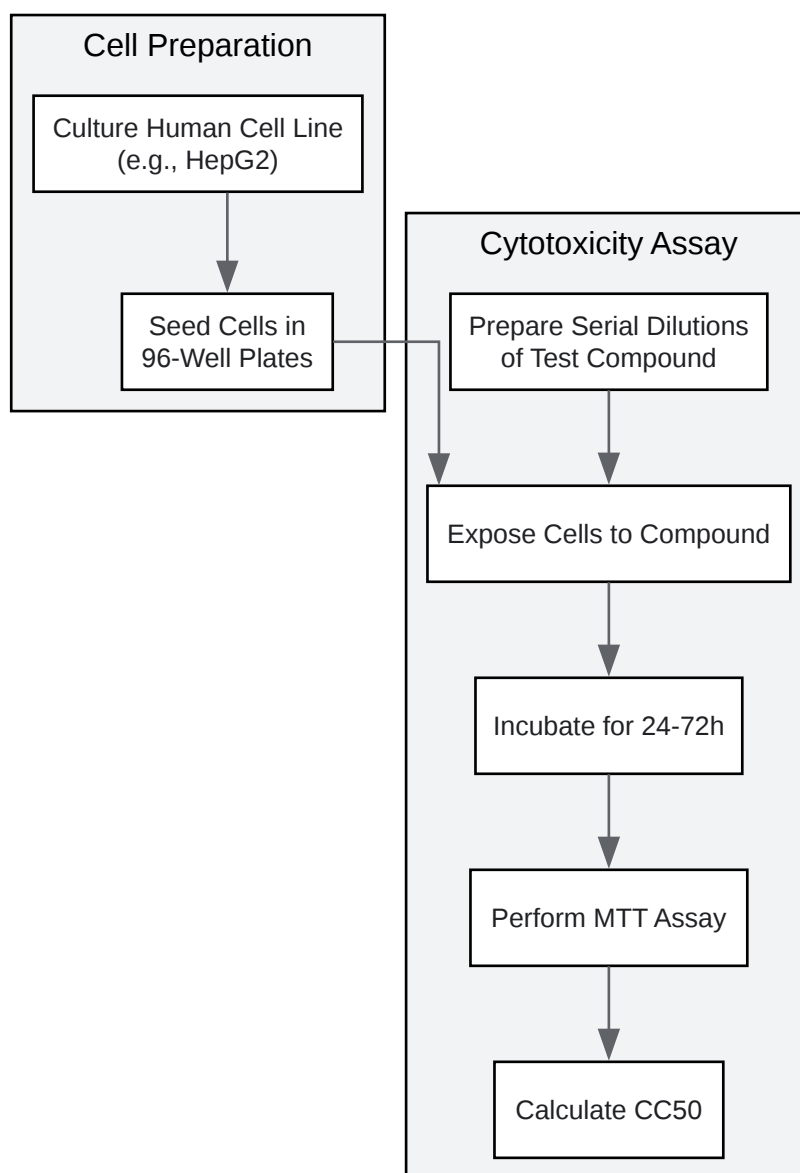 Cell Preparation
Culture Human Cell Line
(e.g., HepG2)
Seed Cells in
96-Well Plates
Cytotoxicity Assay
Prepare Serial Dilutions
of Test Compound
Expose Cells to Compound
Incubate for 24-72h
Perform MTT Assay
Calculate CC50